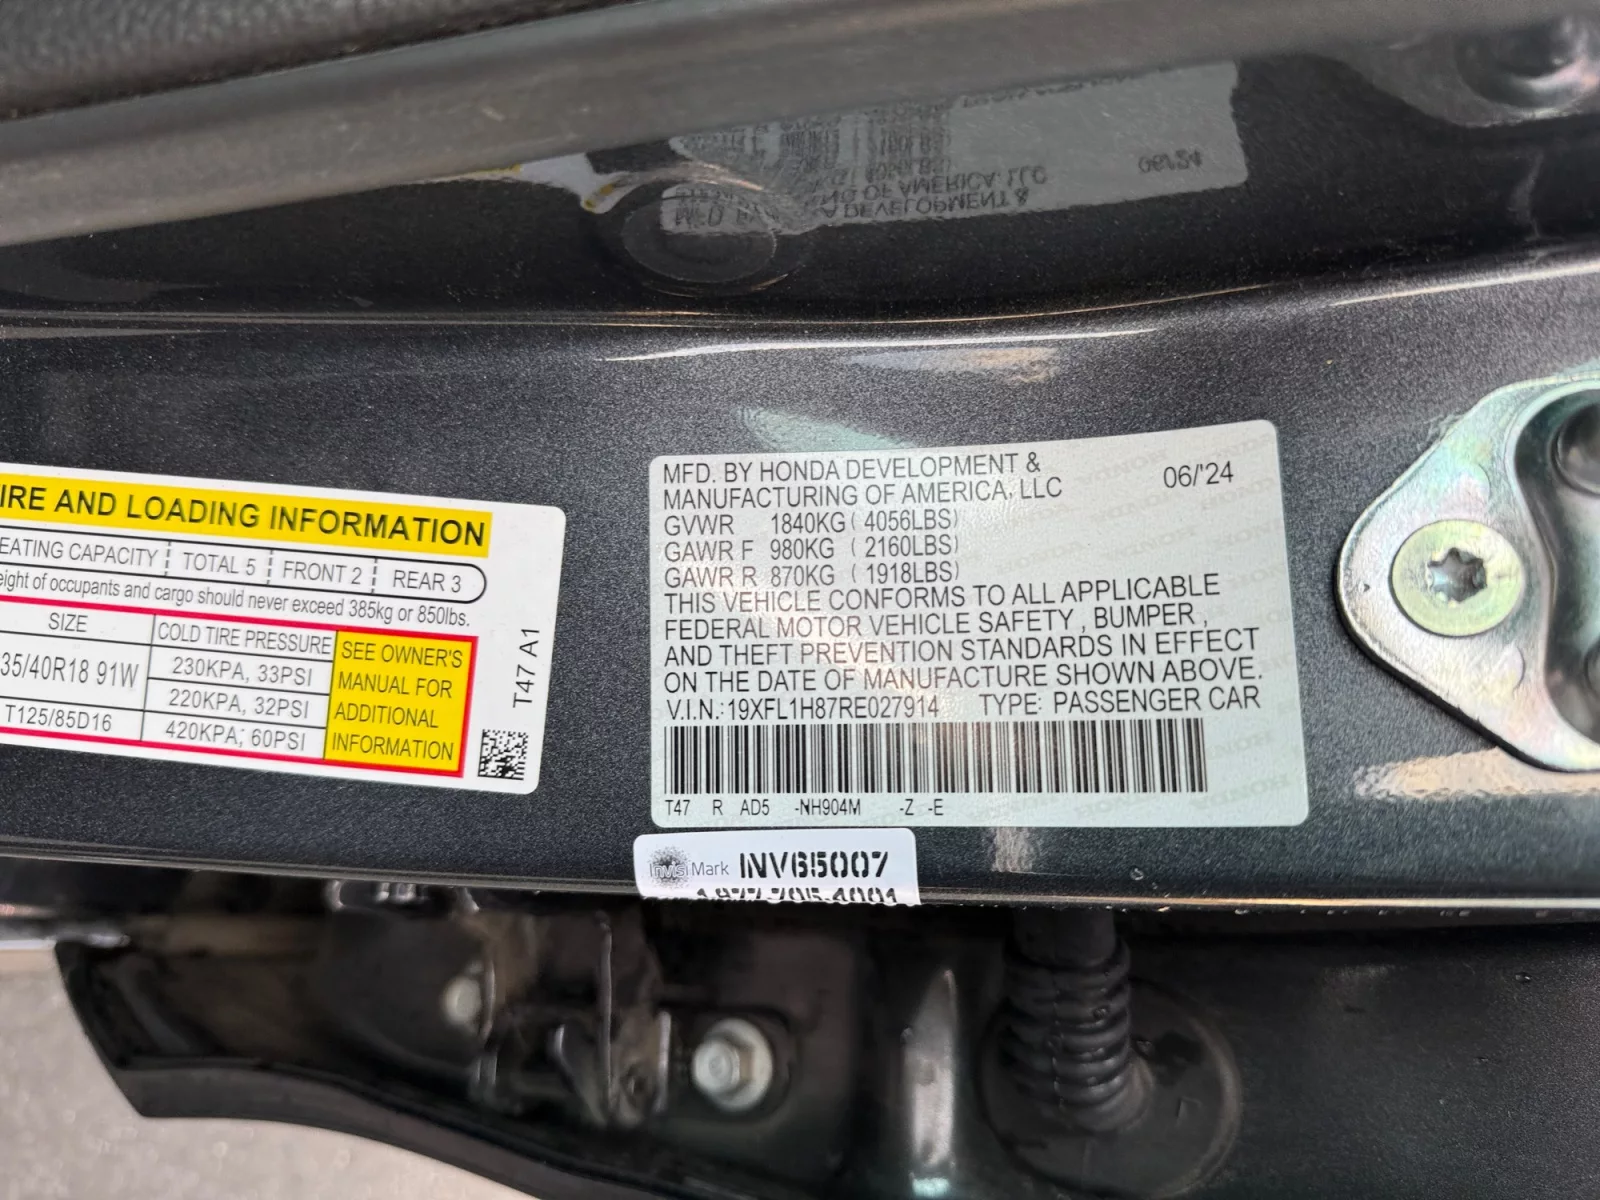 IRE AND LOADING INFORMATION
EATING CAPACITY TOTAL 5 FRONT 2 REAR 3
eight of occupants and cargo should never exceed 385kg or 850lbs.
SIZE COLD TIRE PRESSURE
35/40R18 91W 230KPA, 33PSI
220KPA, 32PSI
T125/85D16 420KPA, 60PSI
SEE OWNER'S
MANUAL FOR
ADDITIONAL
INFORMATION
T47 A1
MFD. BY HONDA DEVELOPMENT &
MANUFACTURING OF AMERICA, LLC 06/'24
GVWR 1840KG ( 4056LBS)
GAWR F 980KG ( 2160LBS)
GAWR R 870KG ( 1918LBS)
THIS VEHICLE CONFORMS TO ALL APPLICABLE
FEDERAL MOTOR VEHICLE SAFETY , BUMPER ,
AND THEFT PREVENTION STANDARDS IN EFFECT
ON THE DATE OF MANUFACTURE SHOWN ABOVE.
V.I.N.: 19XFL1H87RE027914 TYPE: PASSENGER CAR
T47 R AD5 -NH904M -Z -E
InVisiMark INV65007
1.877.705.4001